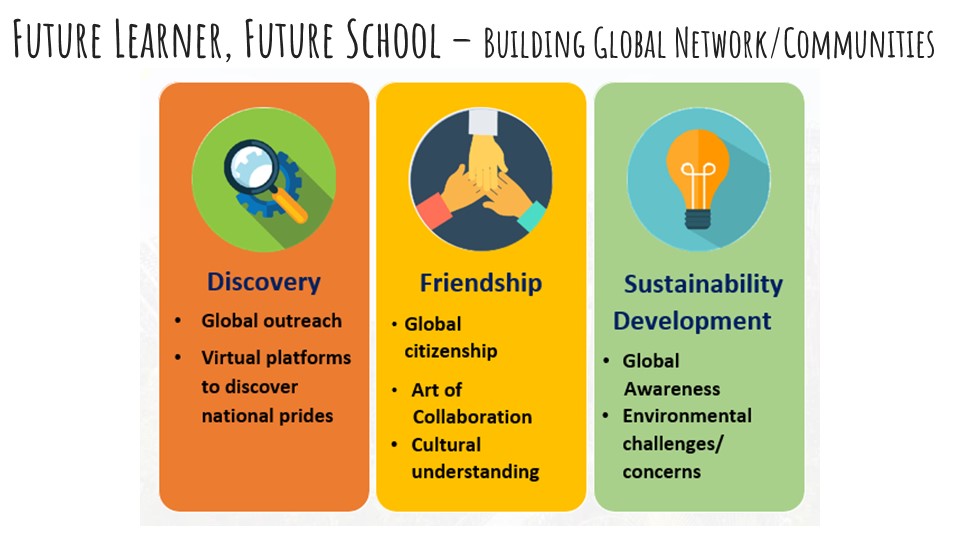 Future Learner, Future School – Building Global Network/Communities
Discovery
• Global outreach
• Virtual platforms
to discover
national prides
Friendship
• Global
citizenship
• Art of
Collaboration
• Cultural
understanding
Sustainability
Development
• Global
Awareness
• Environmental
challenges/
concerns